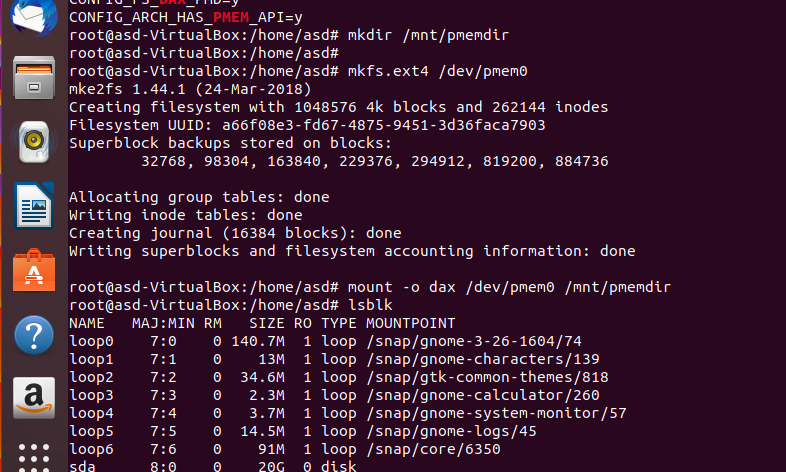 CONFIG_FS_DAX_PMD=y
CONFIG_ARCH_HAS_PMEM_API=y
root@asd-VirtualBox:/home/asd# mkdir /mnt/pmemdir
root@asd-VirtualBox:/home/asd#
root@asd-VirtualBox:/home/asd# mkfs.ext4 /dev/pmem0
mke2fs 1.44.1 (24-Mar-2018)
Creating filesystem with 1048576 4k blocks and 262144 inodes
Filesystem UUID: a66f08e3-fd67-4875-9451-3d36faca7903
Superblock backups stored on blocks:
32768, 98304, 163840, 229376, 294912, 819200, 884736
Allocating group tables: done
Writing inode tables: done
Creating journal (16384 blocks): done
Writing superblocks and filesystem accounting information: done
root@asd-VirtualBox:/home/asd# mount -o dax /dev/pmem0 /mnt/pmemdir
root@asd-VirtualBox:/home/asd# lsblk
NAME MAJ:MIN RM SIZE RO TYPE MOUNTPOINT
loop0 7:0 0 140.7M 1 loop /snap/gnome-3-26-1604/74
loop1 7:1 0 13M 1 loop /snap/gnome-characters/139
loop2 7:2 0 34.6M 1 loop /snap/gtk-common-themes/818
loop3 7:3 0 2.3M 1 loop /snap/gnome-calculator/260
loop4 7:4 0 3.7M 1 loop /snap/gnome-system-monitor/57
loop5 7:5 0 14.5M 1 loop /snap/gnome-logs/45
loop6 7:6 0 91M 1 loop /snap/core/6350
sda 8:0 0 20G 0 disk